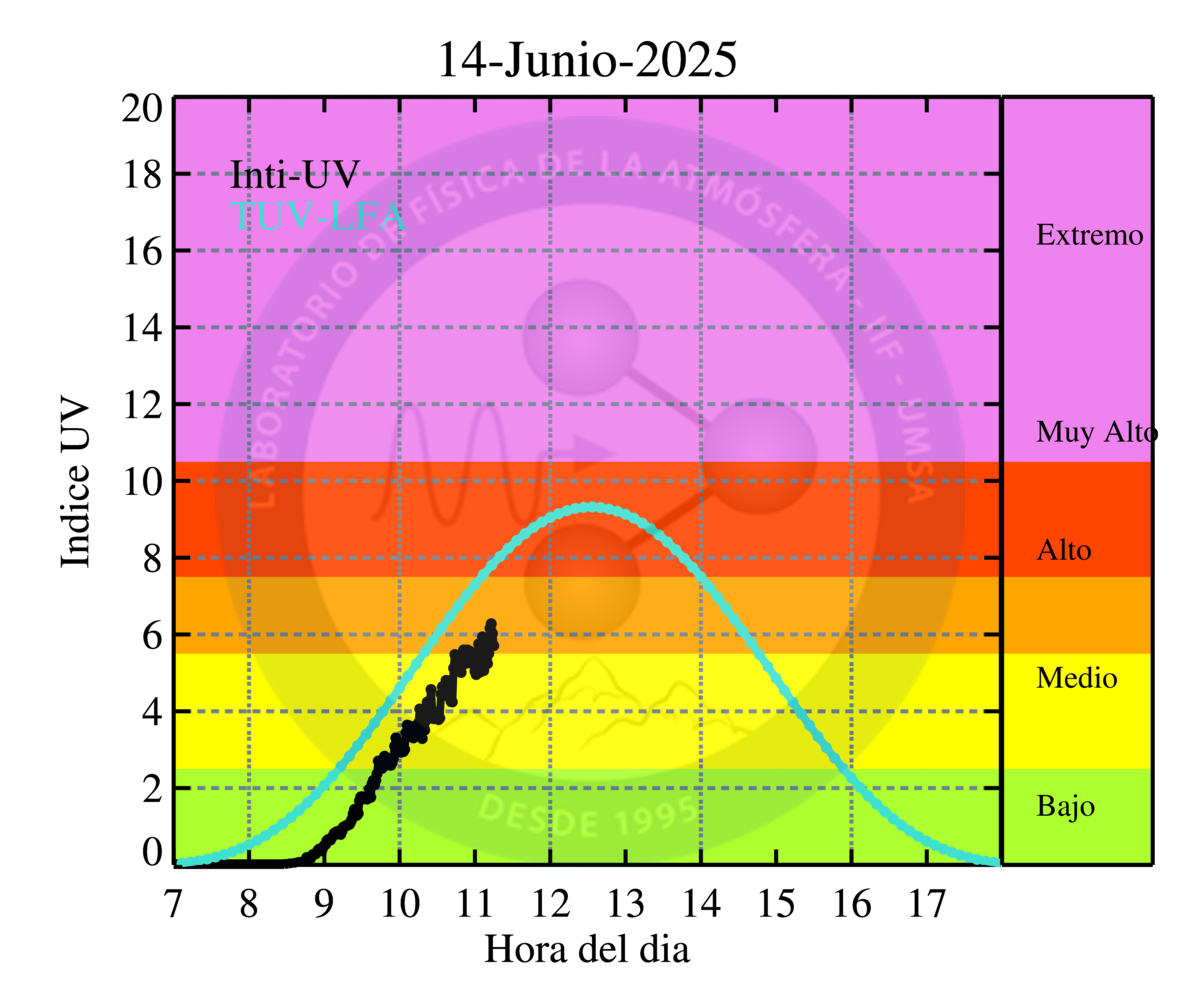 14-Junio-2025
Inti-UV
TUV-LFA
LABORATORIO DE FÍSICA DE LA ATMÓSFERA - IIF - UMSA
DESDE 1995
Indice UV
20
18
16
14
12
10
8
6
4
2
0
Extremo
Muy Alto
Alto
Medio
Bajo
7 8 9 10 11 12 13 14 15 16 17
Hora del dia